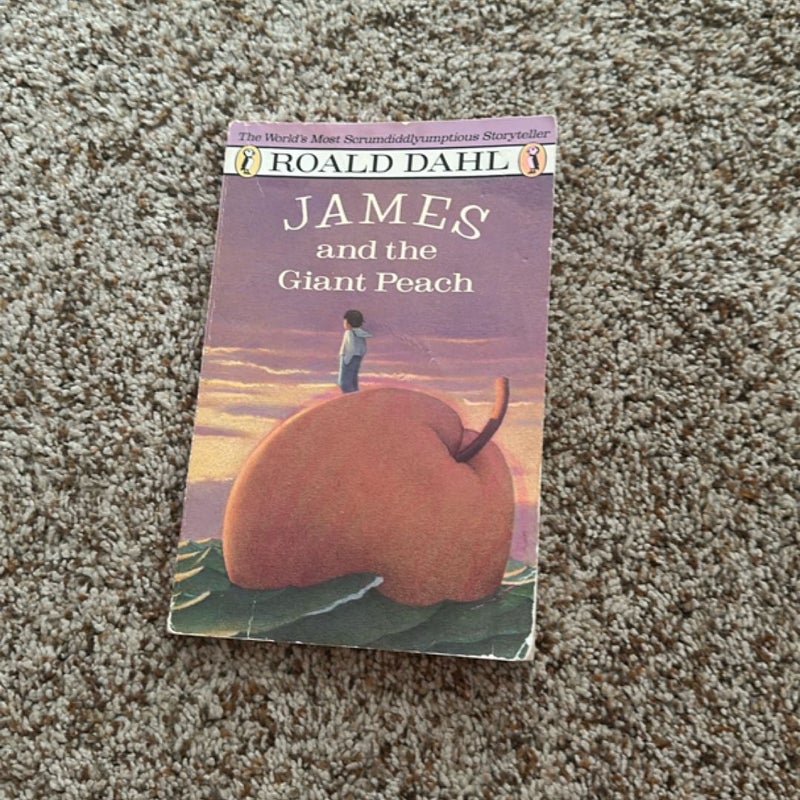 The World's Most Scrumdiddlyumptious Storyteller
ROALD DAHL
JAMES
and the
Giant Peach